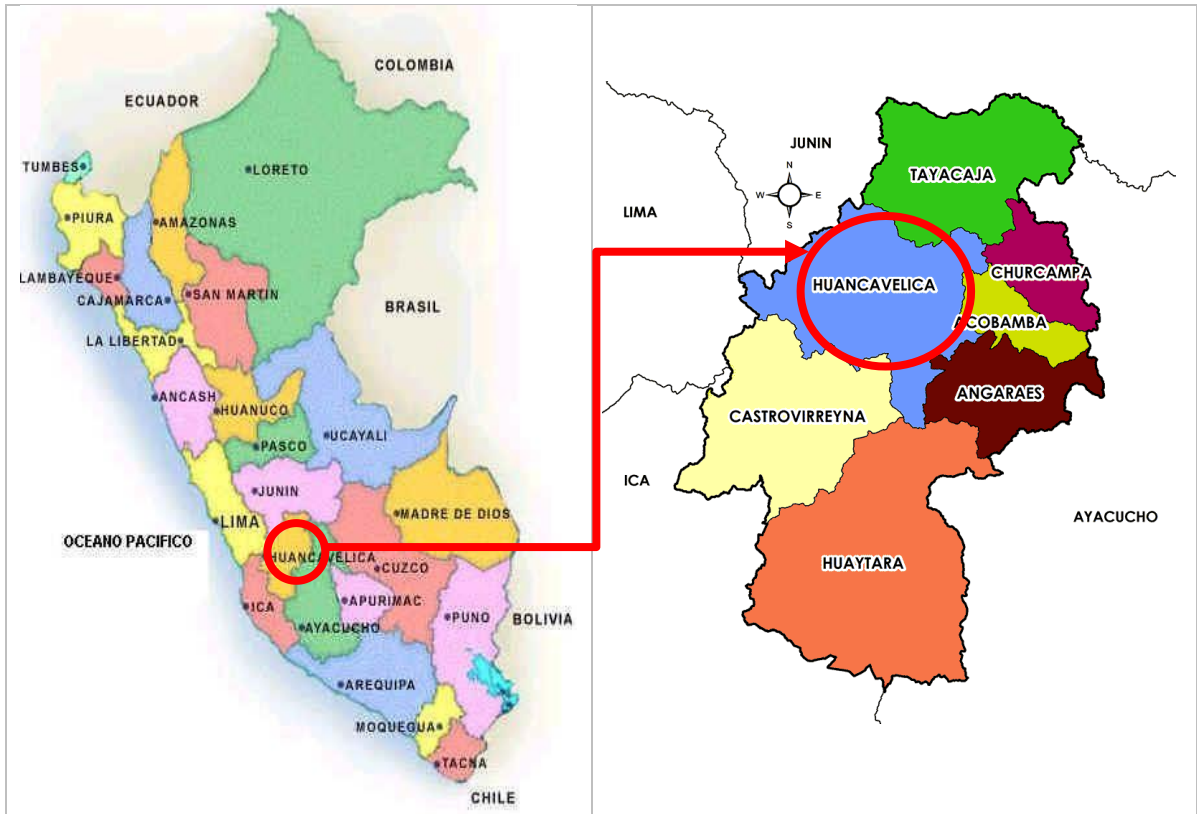 COLOMBIA
ECUADOR
TUMBES
LORETO
PIURA
AMAZONAS
LAMBAYEQUE
SAN MARTIN
CAJAMARCA
BRASIL
LA LIBERTAD
ANCASH
HUANUCO
UCAYALI
PASCO
JUNIN
MADRE DE DIOS
LIMA
OCEANO PACIFICO
HUANCAVELICA
CUZCO
ICA
APURIMAC
PUNO
BOLIVIA
AYACUCHO
AREQUIPA
MOQUEGUA
TACNA
CHILE
JUNIN
N
W
E
S
LIMA
TAYACAJA
HUANCAVELICA
CHURCAMPA
ACOBAMBA
ANGARAES
CASTROVIRREYNA
ICA
AYACUCHO
HUAYTARA